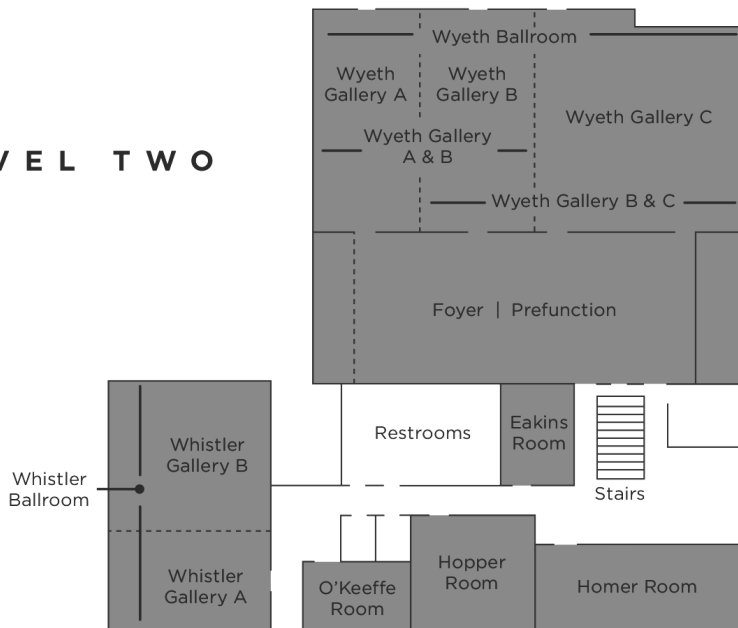 Wyeth Ballroom
Wyeth
Gallery A
Wyeth
Gallery B
Wyeth Gallery C
Wyeth Gallery
A & B
VEL TWO
Wyeth Gallery B & C
Foyer | Prefunction
Restrooms
Eakins
Room
Whistler
Gallery B
Whistler
Ballroom
Stairs
Whistler
Gallery A
O'Keeffe
Room
Hopper
Room
Homer Room